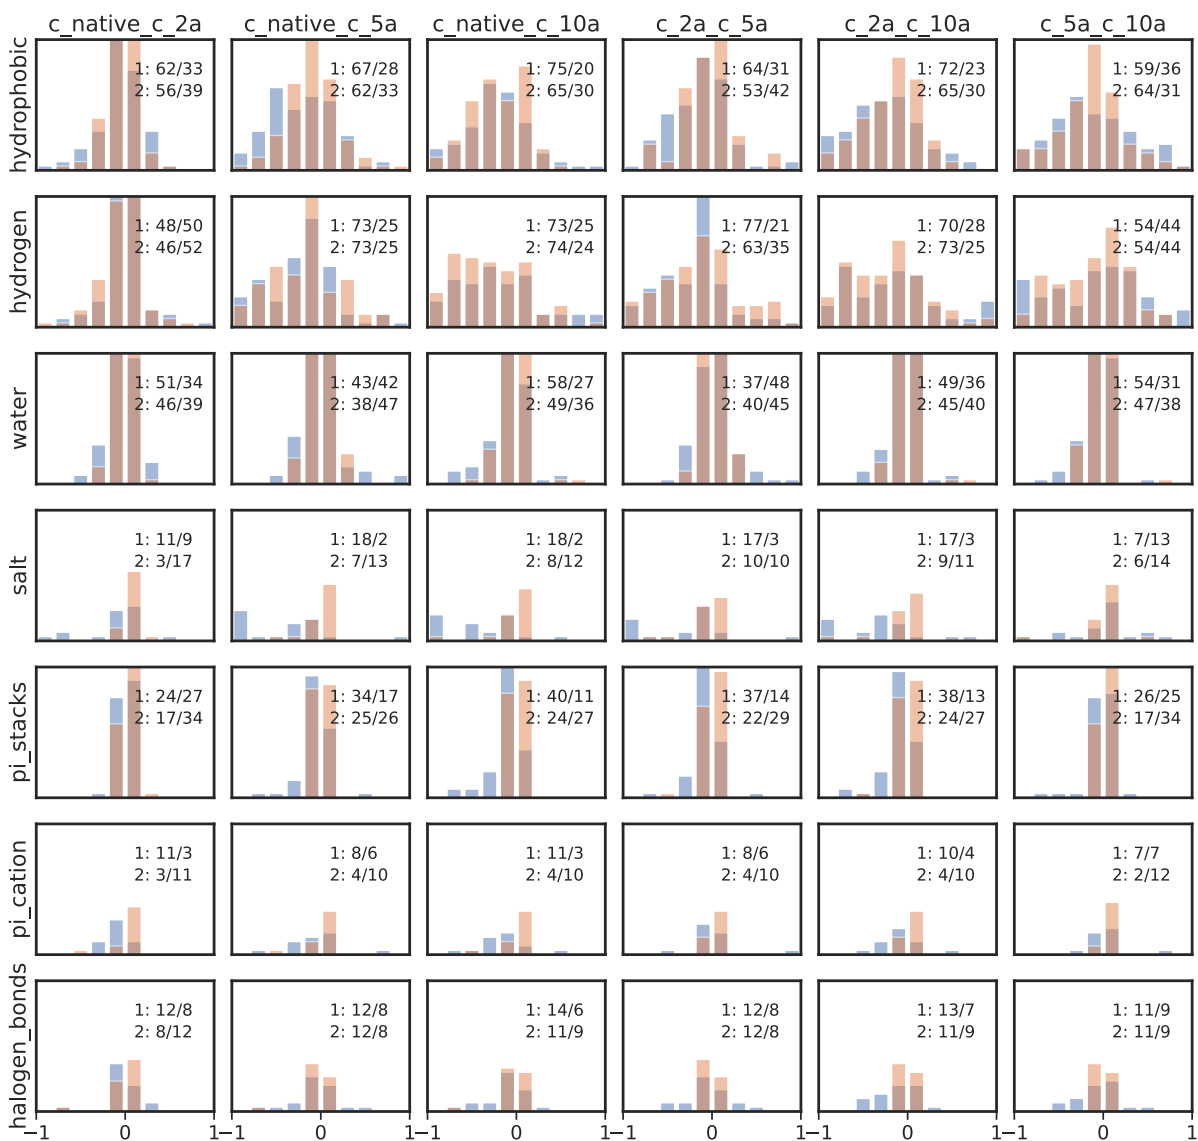 c_native_c_2a c_native_c_5a c_native_c_10a c_2a_c_5a c_2a_c_10a c_5a_c_10a
hydrophobic
1: 62/33 1: 67/28 1: 75/20 1: 64/31 1: 72/23 1: 59/36
2: 56/39 2: 62/33 2: 65/30 2: 53/42 2: 65/30 2: 64/31
hydrogen
1: 48/50 1: 73/25 1: 73/25 1: 77/21 1: 70/28 1: 54/44
2: 46/52 2: 73/25 2: 74/24 2: 63/35 2: 73/25 2: 54/44
water
1: 51/34 1: 43/42 1: 58/27 1: 37/48 1: 49/36 1: 54/31
2: 46/39 2: 38/47 2: 49/36 2: 40/45 2: 45/40 2: 47/38
salt
1: 11/9 1: 18/2 1: 18/2 1: 17/3 1: 17/3 1: 7/13
2: 3/17 2: 7/13 2: 8/12 2: 10/10 2: 9/11 2: 6/14
pi_stacks
1: 24/27 1: 34/17 1: 40/11 1: 37/14 1: 38/13 1: 26/25
2: 17/34 2: 25/26 2: 24/27 2: 22/29 2: 24/27 2: 17/34
pi_cation
1: 11/3 1: 8/6 1: 11/3 1: 8/6 1: 10/4 1: 7/7
2: 3/11 2: 4/10 2: 4/10 2: 4/10 2: 4/10 2: 2/12
halogen_bonds
1: 12/8 1: 12/8 1: 14/6 1: 12/8 1: 13/7 1: 11/9
2: 8/12 2: 12/8 2: 11/9 2: 12/8 2: 11/9 2: 11/9
−1 0 1 −1 0 1 −1 0 1 −1 0 1 −1 0 1 −1 0 1